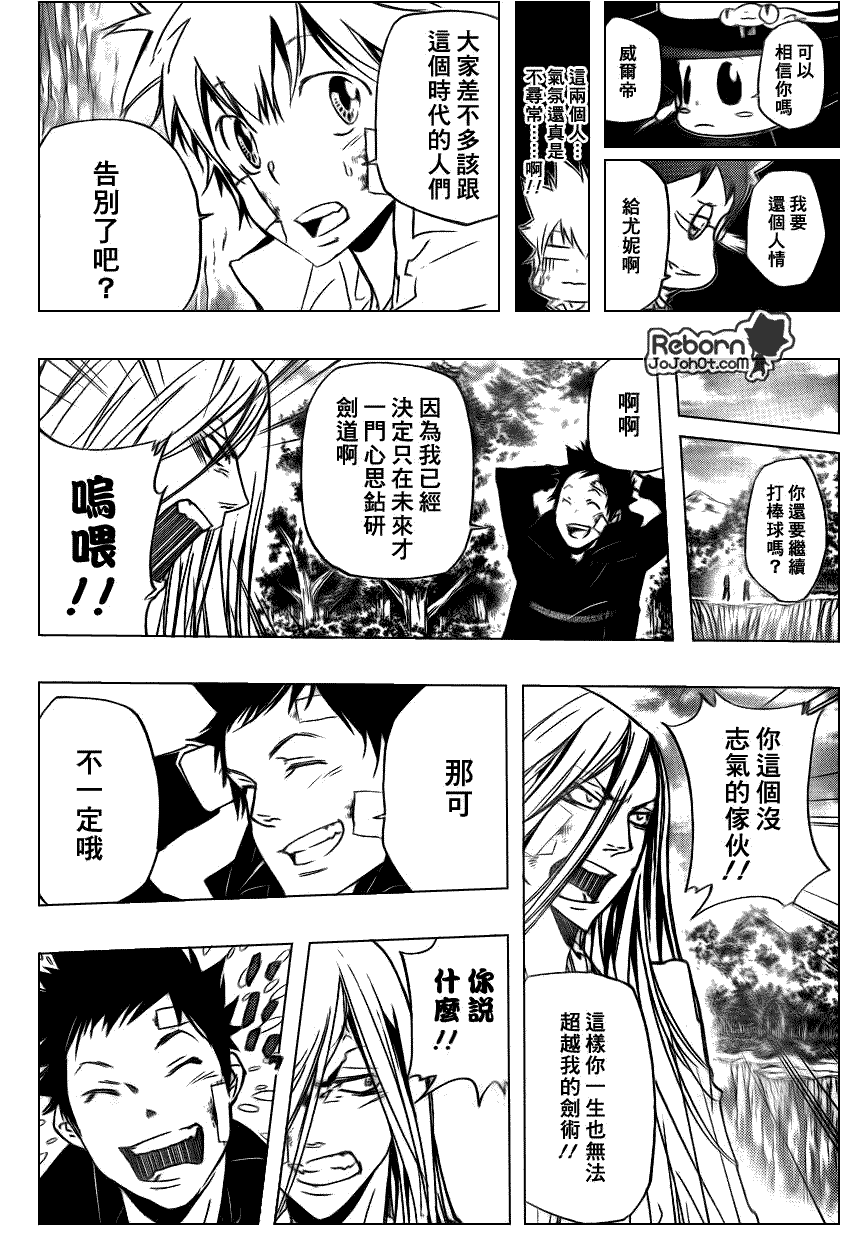 可以
相信你嗎
威爾帝
我要
還個人情
給尤妮啊
這兩個人…
氣氛還真是
不尋常……啊!!
大家差不多該跟
這個時代的人們
告別了吧？
Reborn
JoJoHot.com
你還要繼續
打棒球嗎？
啊啊
因為我已經
決定只在未來才
一門心思鉆研
劍道啊
嗚喂!!
你這個沒
志氣的傢伙!!
這樣你一生也無法
超越我的劍術!!
那可
不一定哦
你說
什麼!!